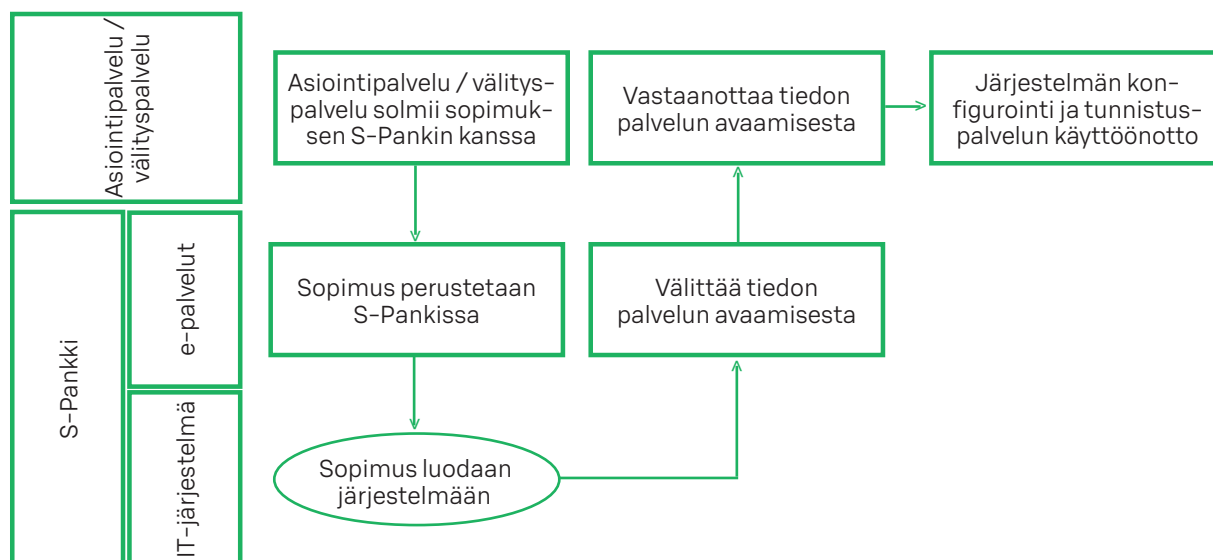 Asiointipalvelu /
välityspalvelu
Asiointipalvelu / välitys-
palvelu solmii sopimuk-
sen S-Pankin kanssa
Vastaanottaa tiedon
palvelun avaamisesta
Järjestelmän kon-
figurointi ja tunnistus-
palvelun käyttöönotto
S-Pankki
e-palvelut
Sopimus perustetaan
S-Pankissa
Välittää tiedon
palvelun avaamisesta
IT-järjestelmä
Sopimus luodaan
järjestelmään